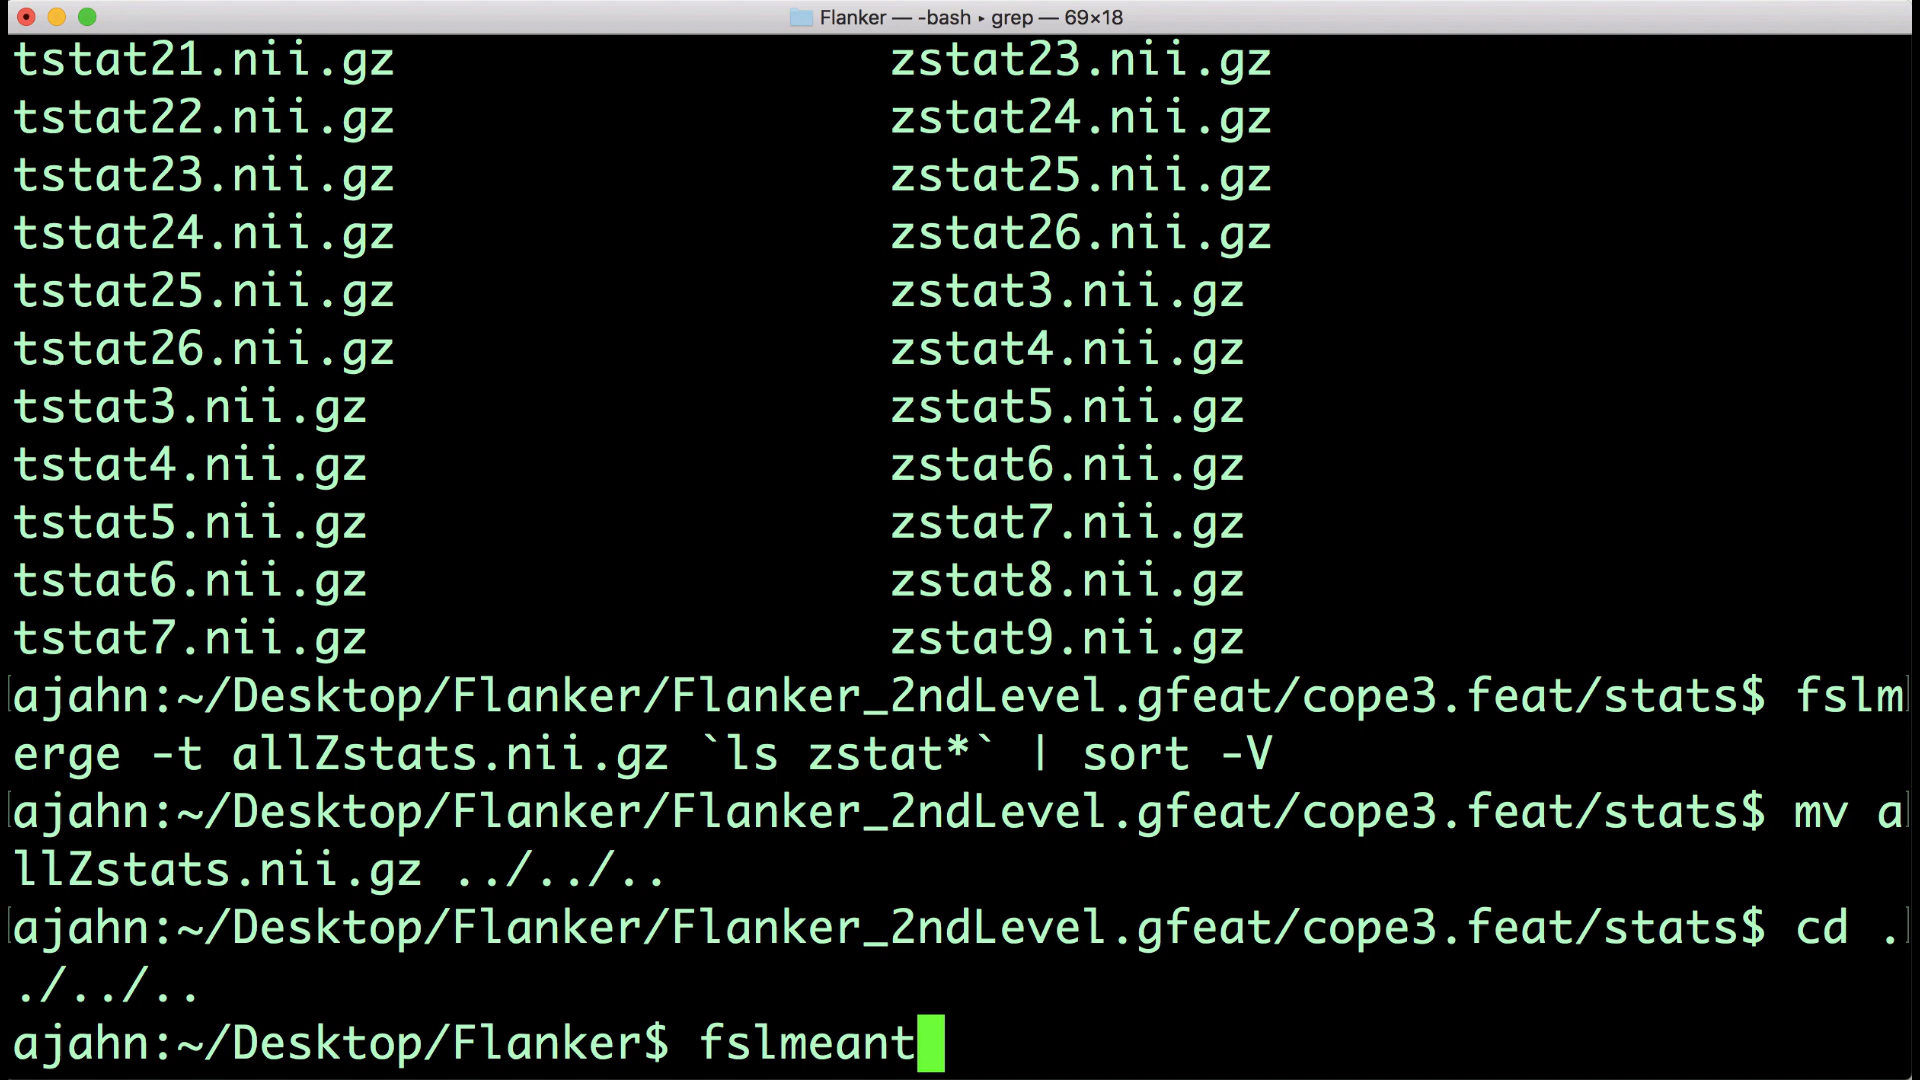 Flanker — -bash ▸ grep — 69×18
tstat21.nii.gz zstat23.nii.gz
tstat22.nii.gz zstat24.nii.gz
tstat23.nii.gz zstat25.nii.gz
tstat24.nii.gz zstat26.nii.gz
tstat25.nii.gz zstat3.nii.gz
tstat26.nii.gz zstat4.nii.gz
tstat3.nii.gz zstat5.nii.gz
tstat4.nii.gz zstat6.nii.gz
tstat5.nii.gz zstat7.nii.gz
tstat6.nii.gz zstat8.nii.gz
tstat7.nii.gz zstat9.nii.gz
ajahn:~/Desktop/Flanker/Flanker_2ndLevel.gfeat/cope3.feat/stats$ fslm
erge -t allZstats.nii.gz `ls zstat*` | sort -V
ajahn:~/Desktop/Flanker/Flanker_2ndLevel.gfeat/cope3.feat/stats$ mv a
llZstats.nii.gz ../../..
ajahn:~/Desktop/Flanker/Flanker_2ndLevel.gfeat/cope3.feat/stats$ cd .
./../..
ajahn:~/Desktop/Flanker$ fslmeant